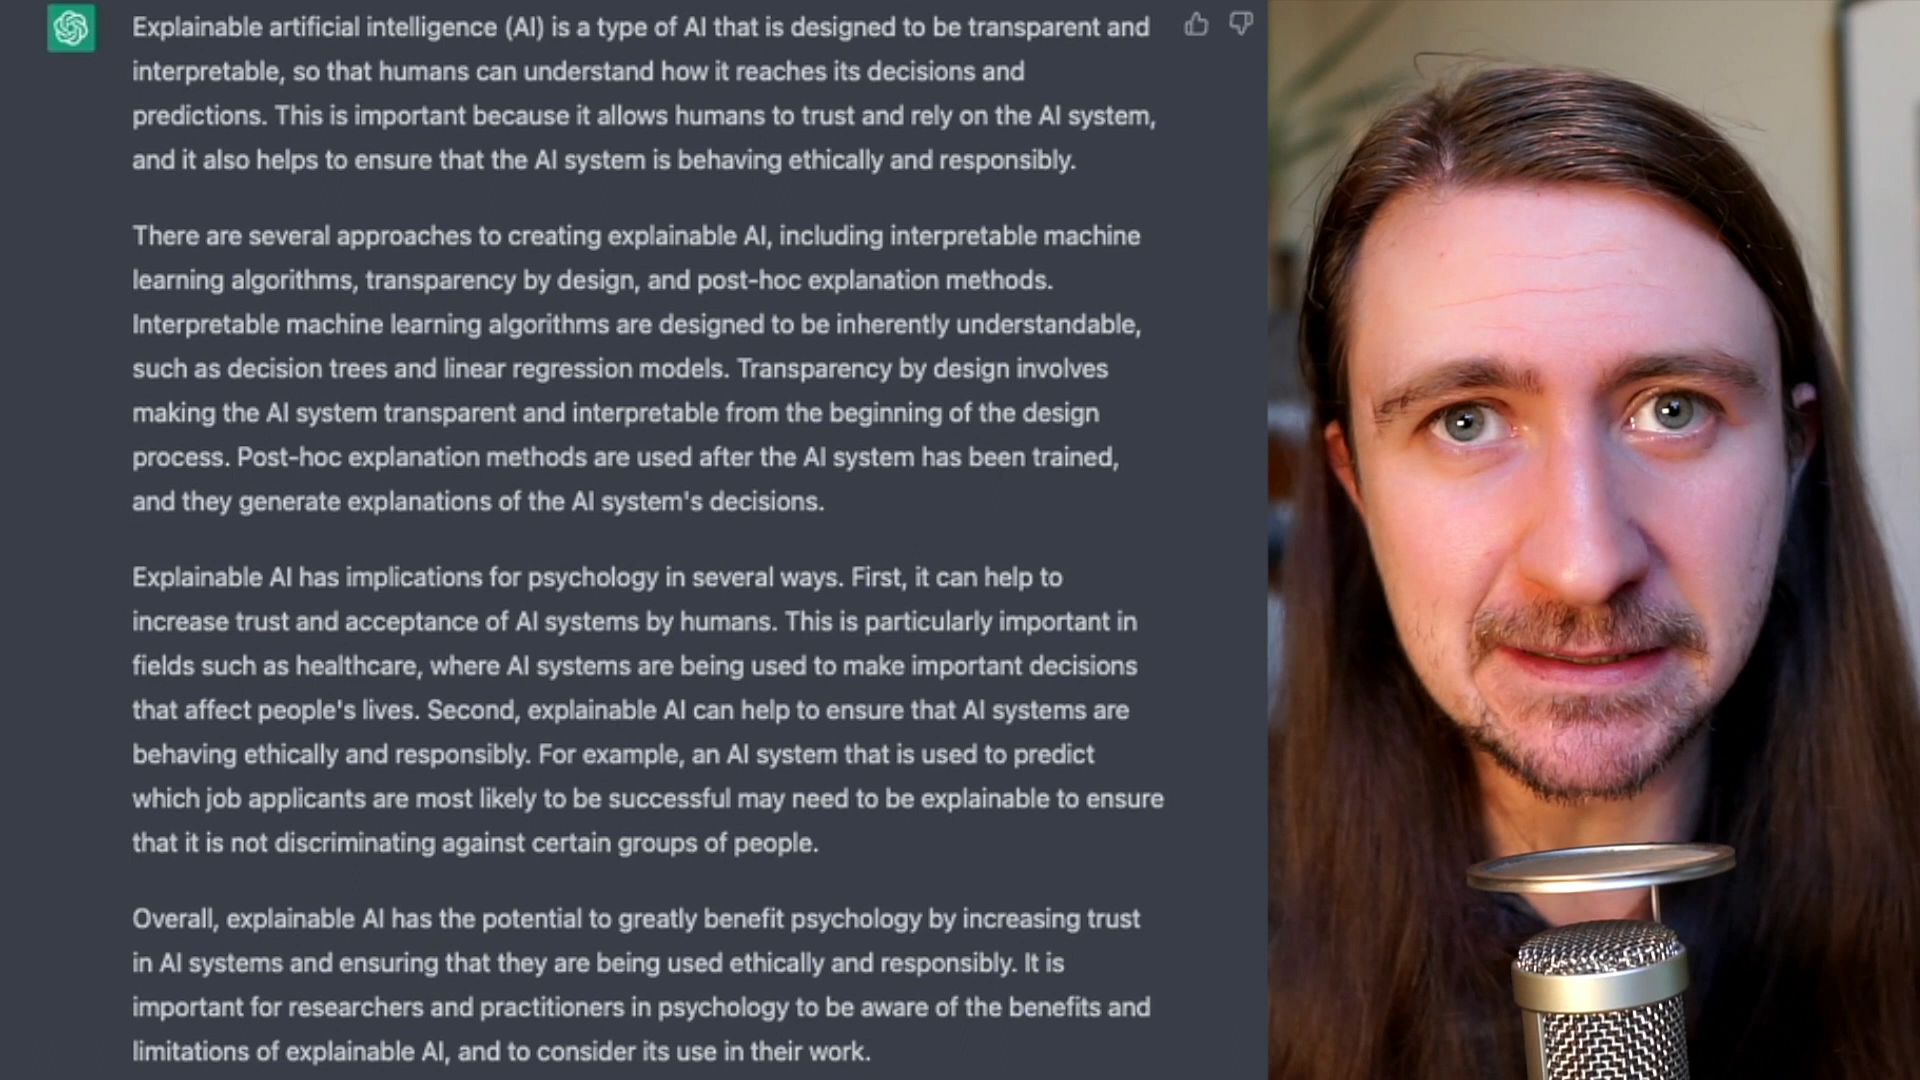 Explainable artificial intelligence (AI) is a type of AI that is designed to be transparent and
interpretable, so that humans can understand how it reaches its decisions and
predictions. This is important because it allows humans to trust and rely on the AI system,
and it also helps to ensure that the AI system is behaving ethically and responsibly.
There are several approaches to creating explainable AI, including interpretable machine
learning algorithms, transparency by design, and post-hoc explanation methods.
Interpretable machine learning algorithms are designed to be inherently understandable,
such as decision trees and linear regression models. Transparency by design involves
making the AI system transparent and interpretable from the beginning of the design
process. Post-hoc explanation methods are used after the AI system has been trained,
and they generate explanations of the AI system's decisions.
Explainable AI has implications for psychology in several ways. First, it can help to
increase trust and acceptance of AI systems by humans. This is particularly important in
fields such as healthcare, where AI systems are being used to make important decisions
that affect people's lives. Second, explainable AI can help to ensure that AI systems are
behaving ethically and responsibly. For example, an AI system that is used to predict
which job applicants are most likely to be successful may need to be explainable to ensure
that it is not discriminating against certain groups of people.
Overall, explainable AI has the potential to greatly benefit psychology by increasing trust
in AI systems and ensuring that they are being used ethically and responsibly. It is
important for researchers and practitioners in psychology to be aware of the benefits and
limitations of explainable AI, and to consider its use in their work.